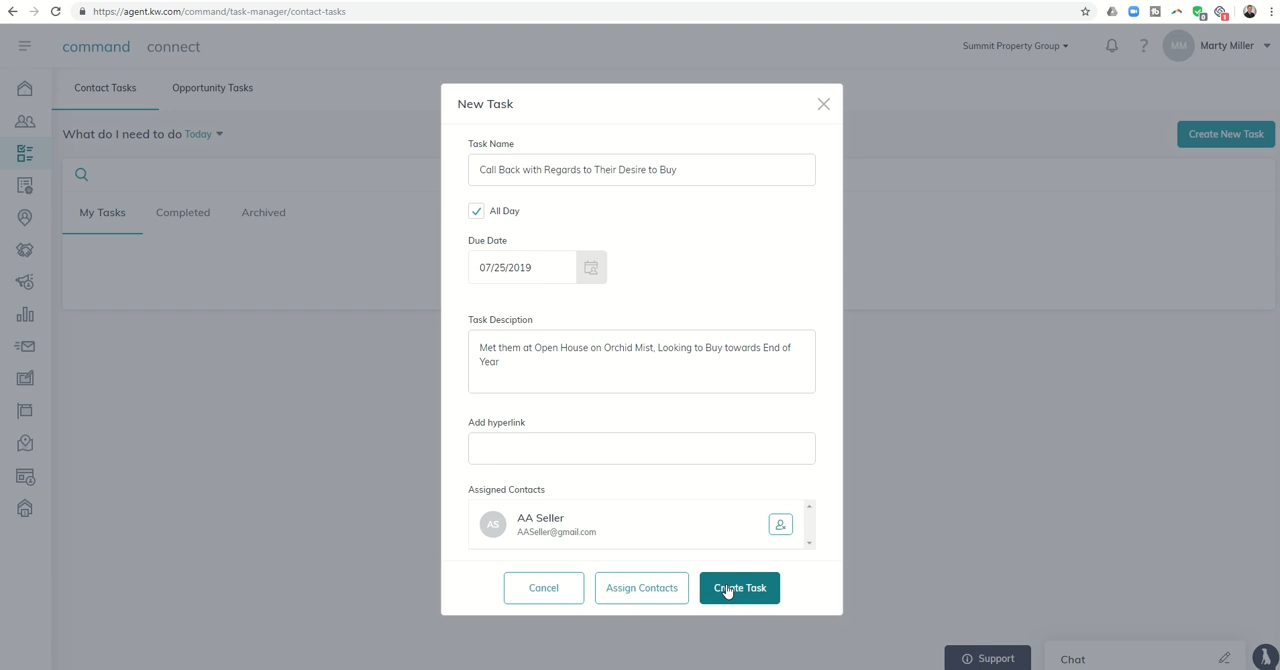 https://agent.kw.com/command/task-manager/contact-tasks
command connect
Summit Property Group
?
MM
Marty Miller
Contact Tasks
Opportunity Tasks
What do I need to do Today
Create New Task
My Tasks
Completed
Archived
New Task
Task Name
Call Back with Regards to Their Desire to Buy
All Day
Due Date
07/25/2019
Task Desciption
Met them at Open House on Orchid Mist, Looking to Buy towards End of
Year
Add hyperlink
Assigned Contacts
AS
AA Seller
AASeller@gmail.com
Cancel
Assign Contacts
Create Task
Support
Chat